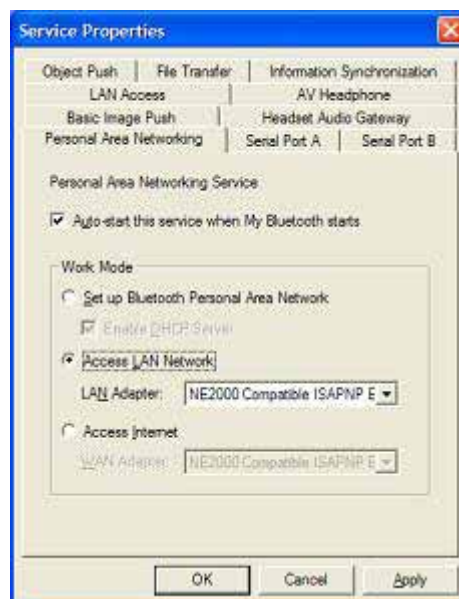 Service Properties
Object Push File Transfer Information Synchronization
LAN Access AV Headphone
Basic Image Push Headset Audio Gateway
Personal Area Networking Serial Port A Serial Port B
Personal Area Networking Service
Auto-start this service when My Bluetooth starts
Work Mode
Set up Bluetooth Personal Area Network
Enable DHCP Server
Access LAN Network
LAN Adapter: NE2000 Compatible ISAPNP E
Access Internet
WAN Adapter: NE2000 Compatible ISAPNP E
OK Cancel Apply